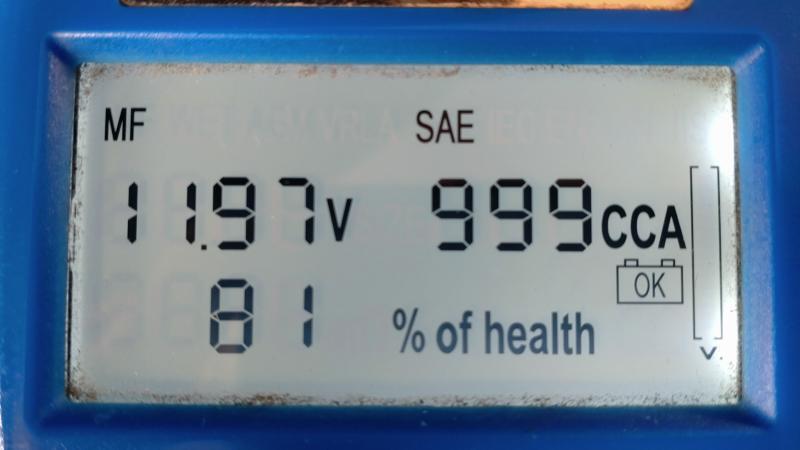 MF SAE
11.97V 999CCA
OK
81 % of health